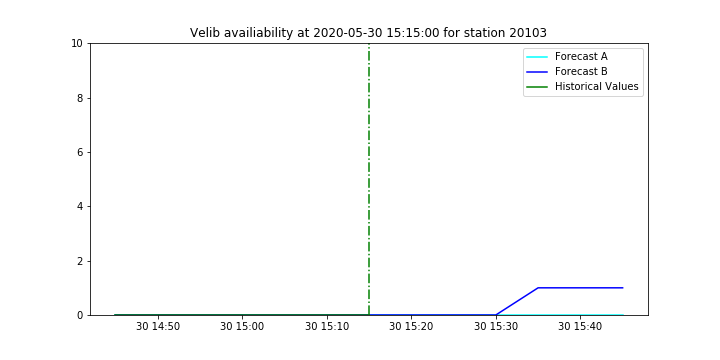 Velib availiability at 2020-05-30 15:15:00 for station 20103
10
8
6
4
2
0
Forecast A
Forecast B
Historical Values
30 14:50 30 15:00 30 15:10 30 15:20 30 15:30 30 15:40